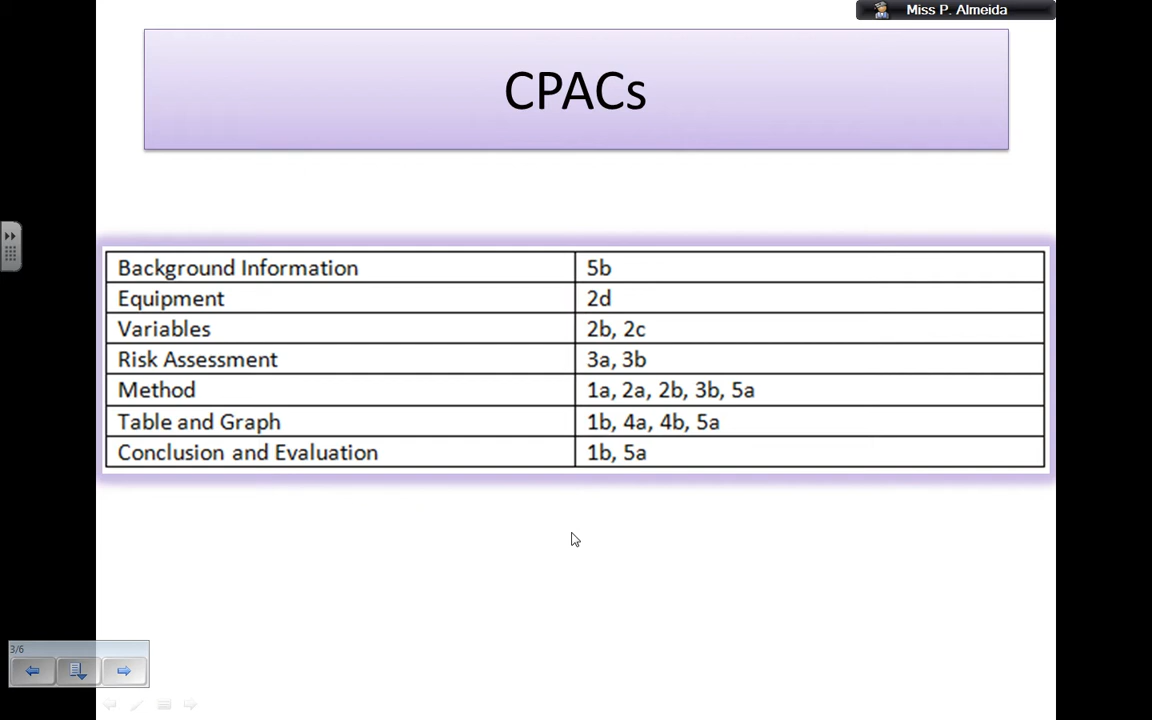 Miss P. Almeida
CPACs
Background Information 5b
Equipment 2d
Variables 2b, 2c
Risk Assessment 3a, 3b
Method 1a, 2a, 2b, 3b, 5a
Table and Graph 1b, 4a, 4b, 5a
Conclusion and Evaluation 1b, 5a
3/6